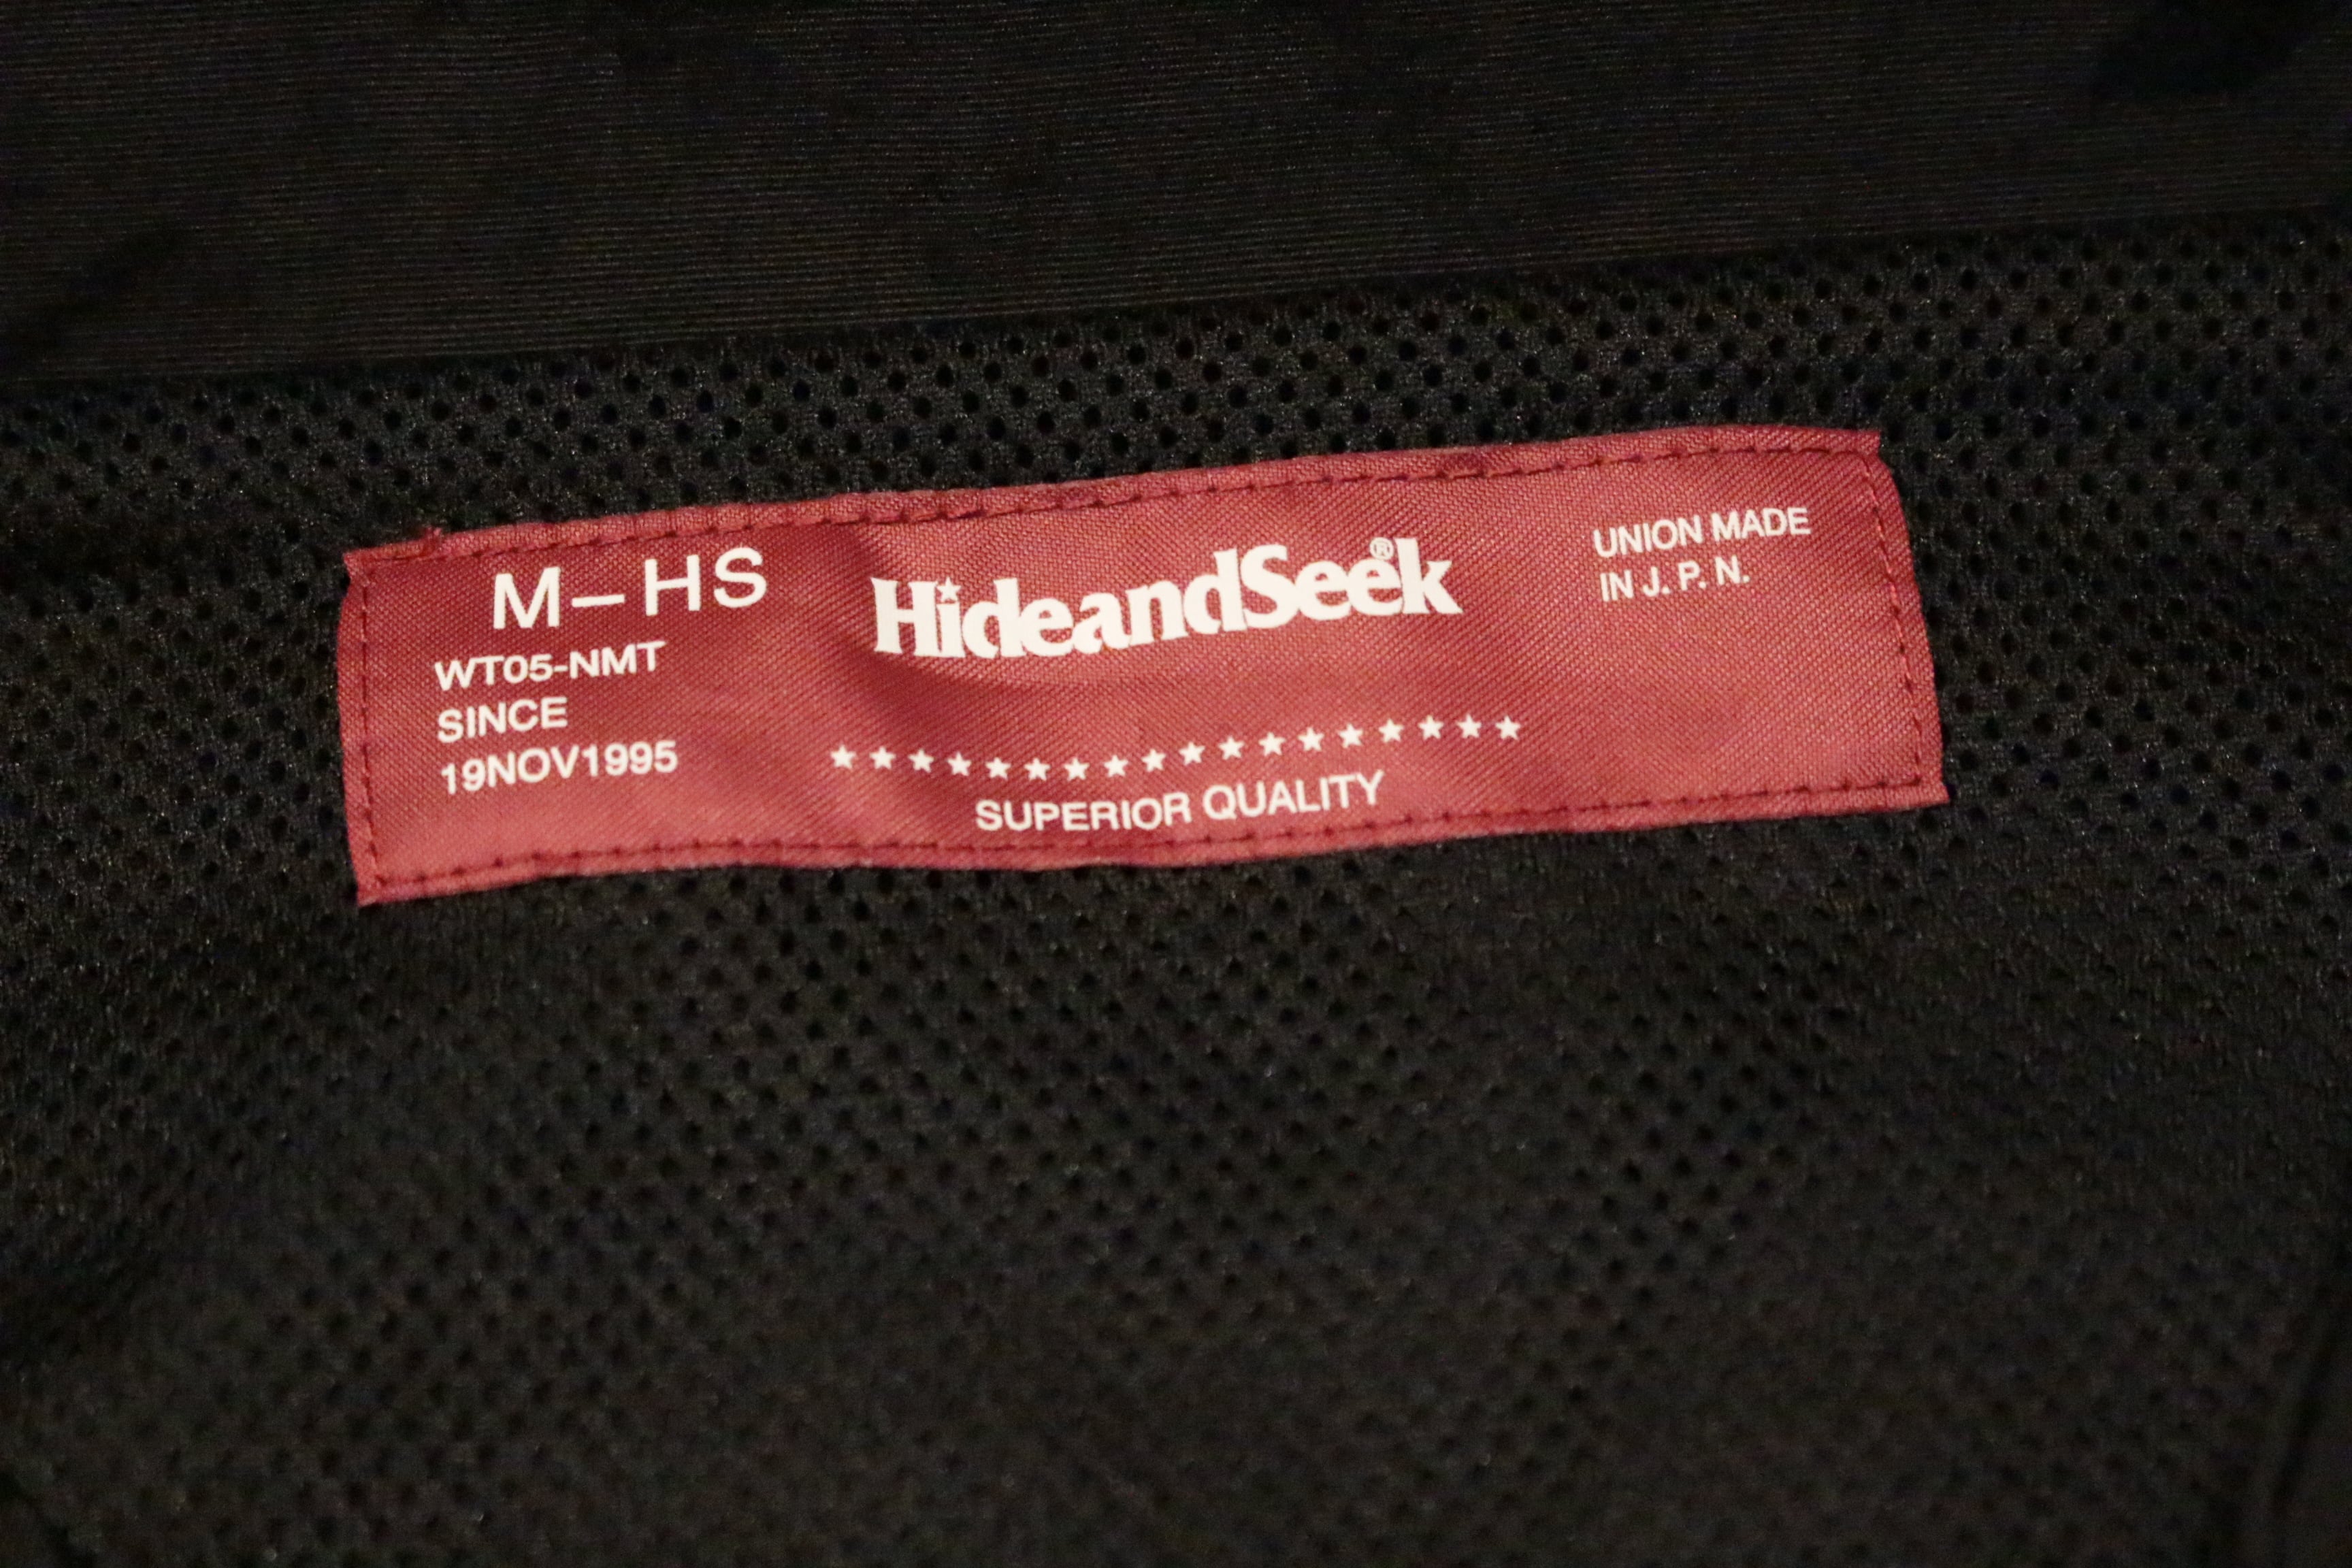 M-HS
WT05-NMT
SINCE
19NOV1995
HideandSeek®
★★★★★★★★★★★★★★★★★★
SUPERIOR QUALITY
UNION MADE
IN J. P. N.